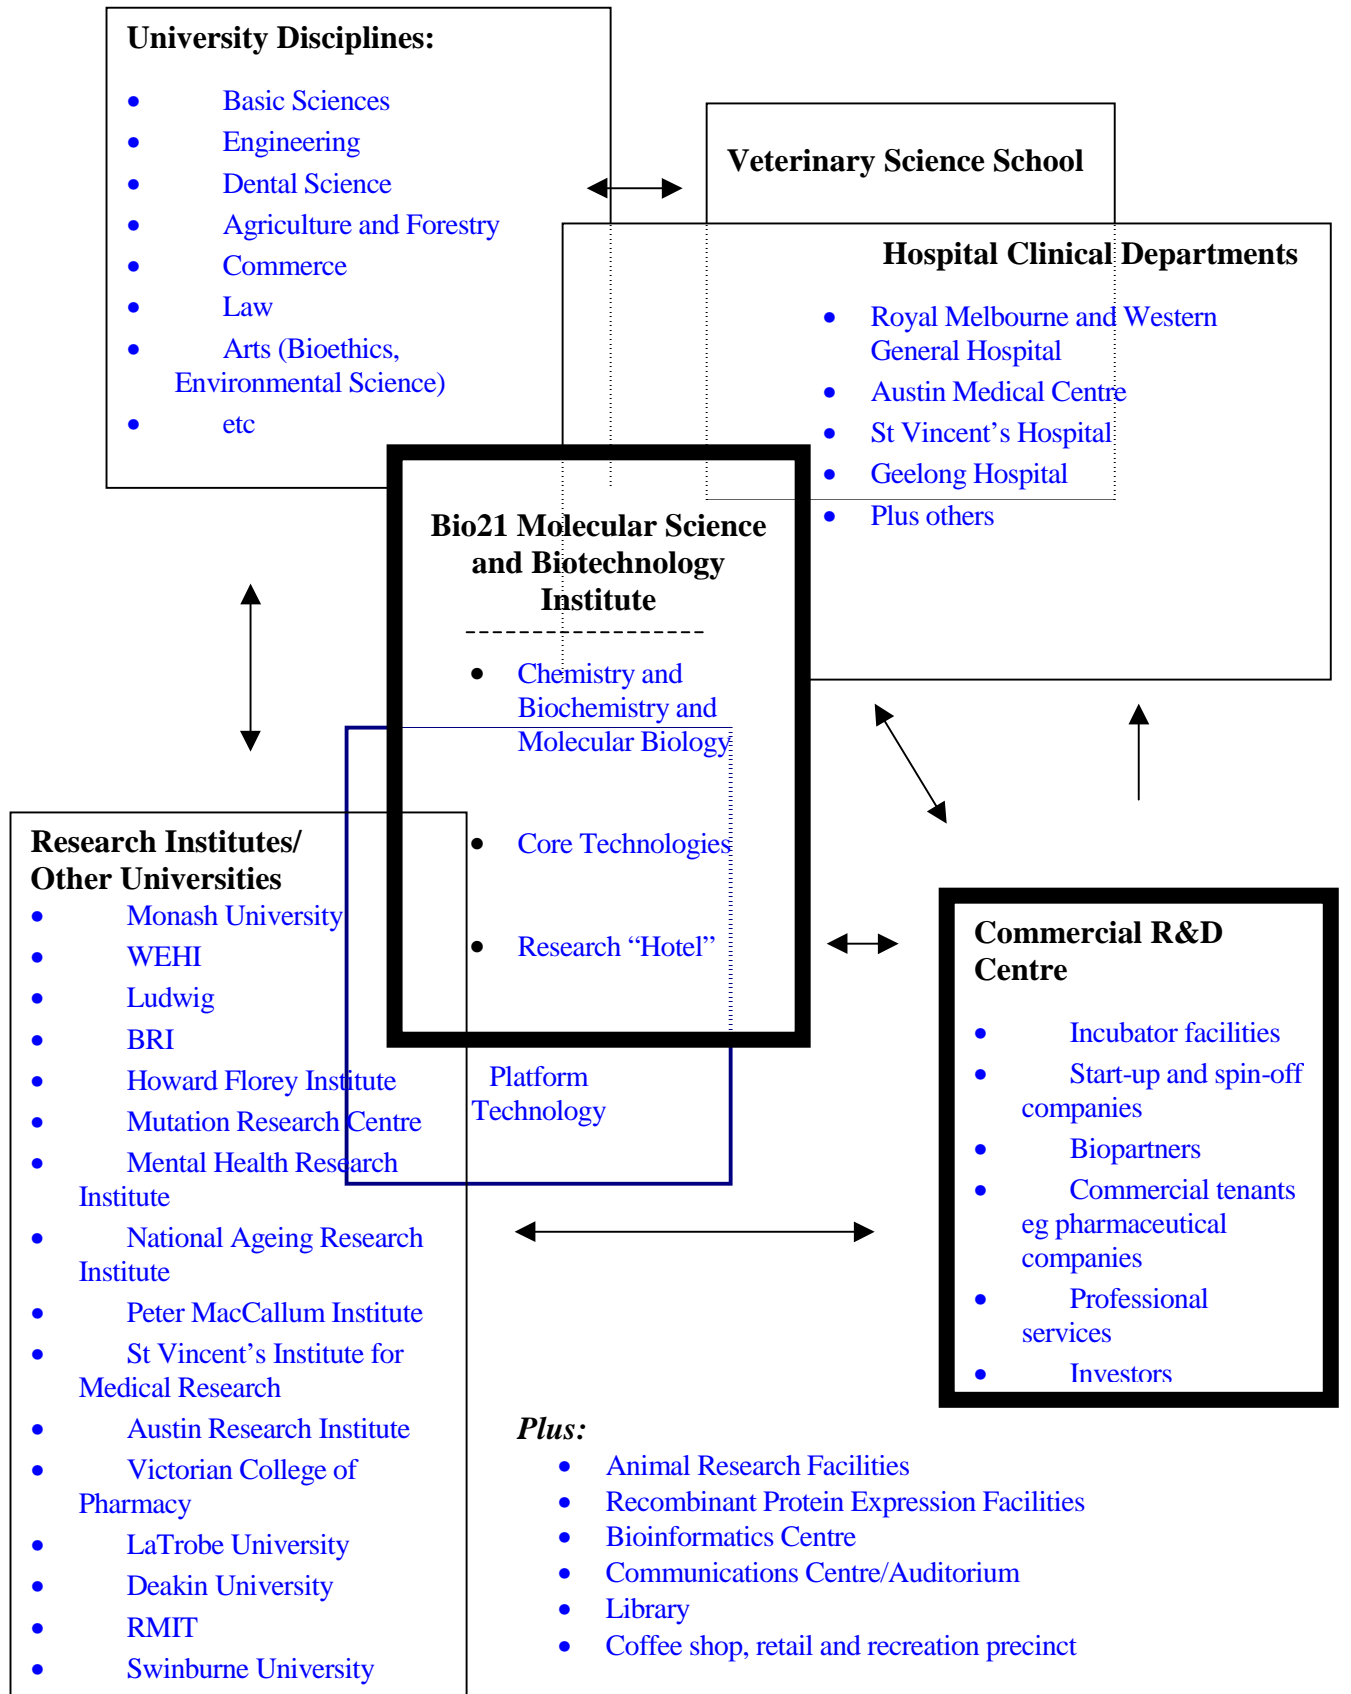 University Disciplines:
• Basic Sciences
• Engineering
• Dental Science
• Agriculture and Forestry
• Commerce
• Law
• Arts (Bioethics,
Environmental Science)
• etc
Veterinary Science School
Hospital Clinical Departments
• Royal Melbourne and Western
General Hospital
• Austin Medical Centre
• St Vincent’s Hospital
• Geelong Hospital
• Plus others
Bio21 Molecular Science
and Biotechnology
Institute
• Chemistry and
Biochemistry and
Molecular Biology
• Core Technologies
• Research “Hotel”
Platform
Technology
Research Institutes/
Other Universities
• Monash University
• WEHI
• Ludwig
• BRI
• Howard Florey Institute
• Mutation Research Centre
• Mental Health Research
Institute
• National Ageing Research
Institute
• Peter MacCallum Institute
• St Vincent’s Institute for
Medical Research
• Austin Research Institute
• Victorian College of
Pharmacy
• LaTrobe University
• Deakin University
• RMIT
• Swinburne University
Commercial R&D
Centre
• Incubator facilities
• Start-up and spin-off
companies
• Biopartners
• Commercial tenants
eg pharmaceutical
companies
• Professional
services
• Investors
Plus:
• Animal Research Facilities
• Recombinant Protein Expression Facilities
• Bioinformatics Centre
• Communications Centre/Auditorium
• Library
• Coffee shop, retail and recreation precinct